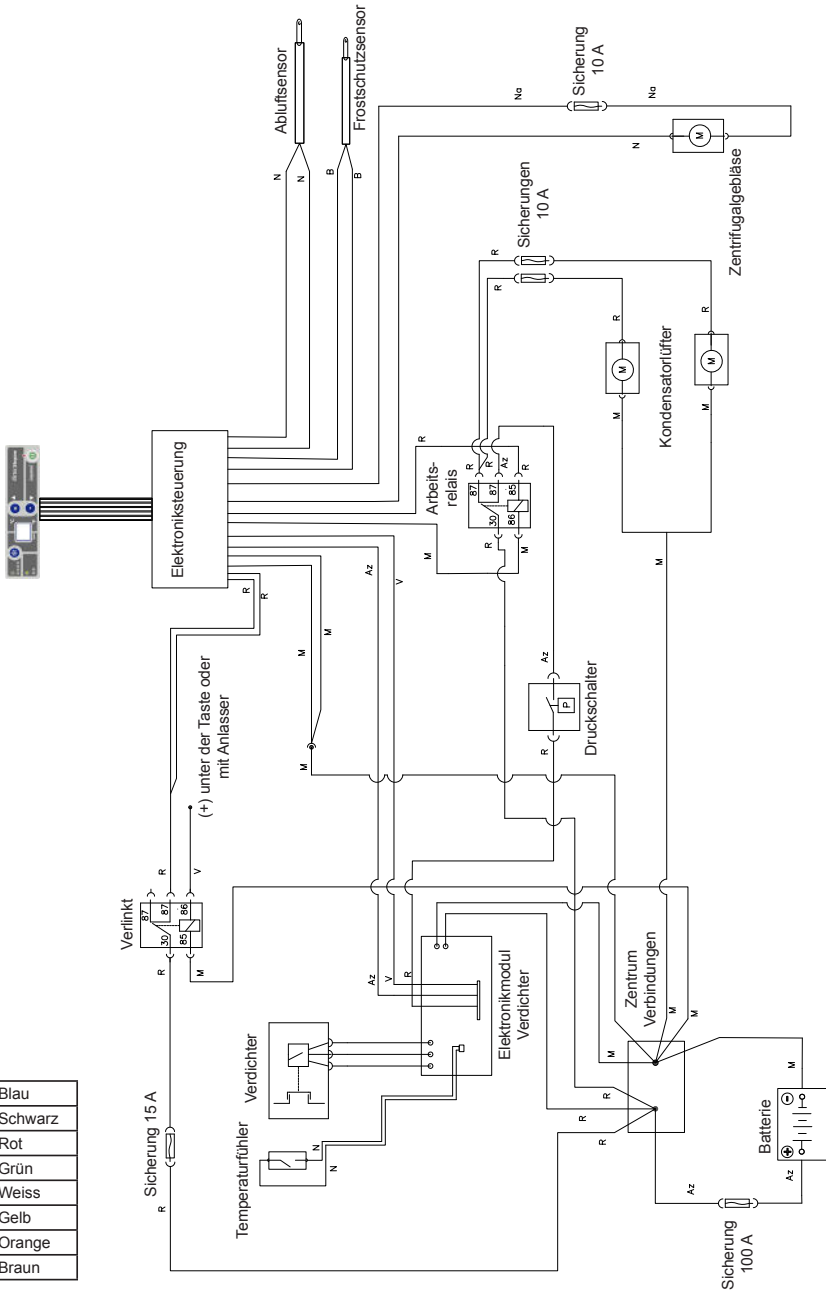 Blau
Schwarz
Rot
Grün
Weiss
Gelb
Orange
Braun
Elektroniksteuerung
Abluftsensor
Frostschutzsensor
N
N
B
B
Na
Sicherung
10 A
Na
N
M
Zentrifugalgebläse
Sicherungen
10 A
R
R
R
R
M
M
M
M
Kondensatorlüfter
M
R
Arbeits-
relais
87
87
85
30
86
R
R
Az
R
R
M
M
Az
V
Az
Druckschalter
P
R
R
R
M
M
M
(+) unter der Taste oder
mit Anlasser
Verlinkt
87
87
86
30
85
R
V
R
M
Sicherung 15 A
R
Verdichter
Temperaturfühler
N
N
Az
V
R
Elektronikmodul
Verdichter
Zentrum
Verbindungen
M
R
R
R
M
M
M
Batterie
Az
Az
Sicherung
100 A